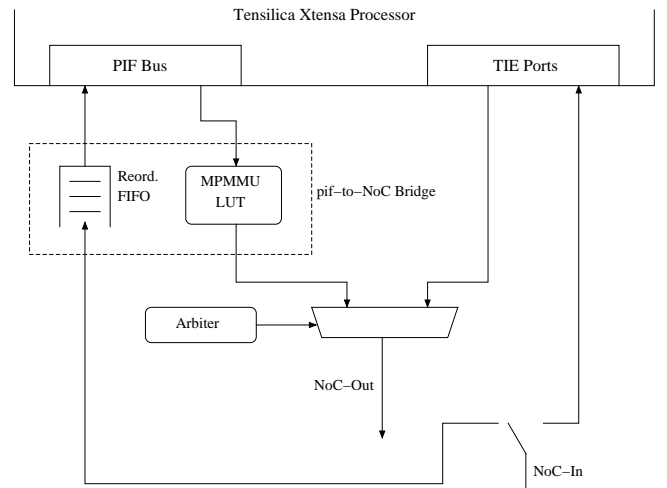 Tensilica Xtensa Processor
PIF Bus
TIE Ports
Reord.
FIFO
MPMMU
LUT
pif-to-NoC Bridge
Arbiter
NoC-Out
NoC-In